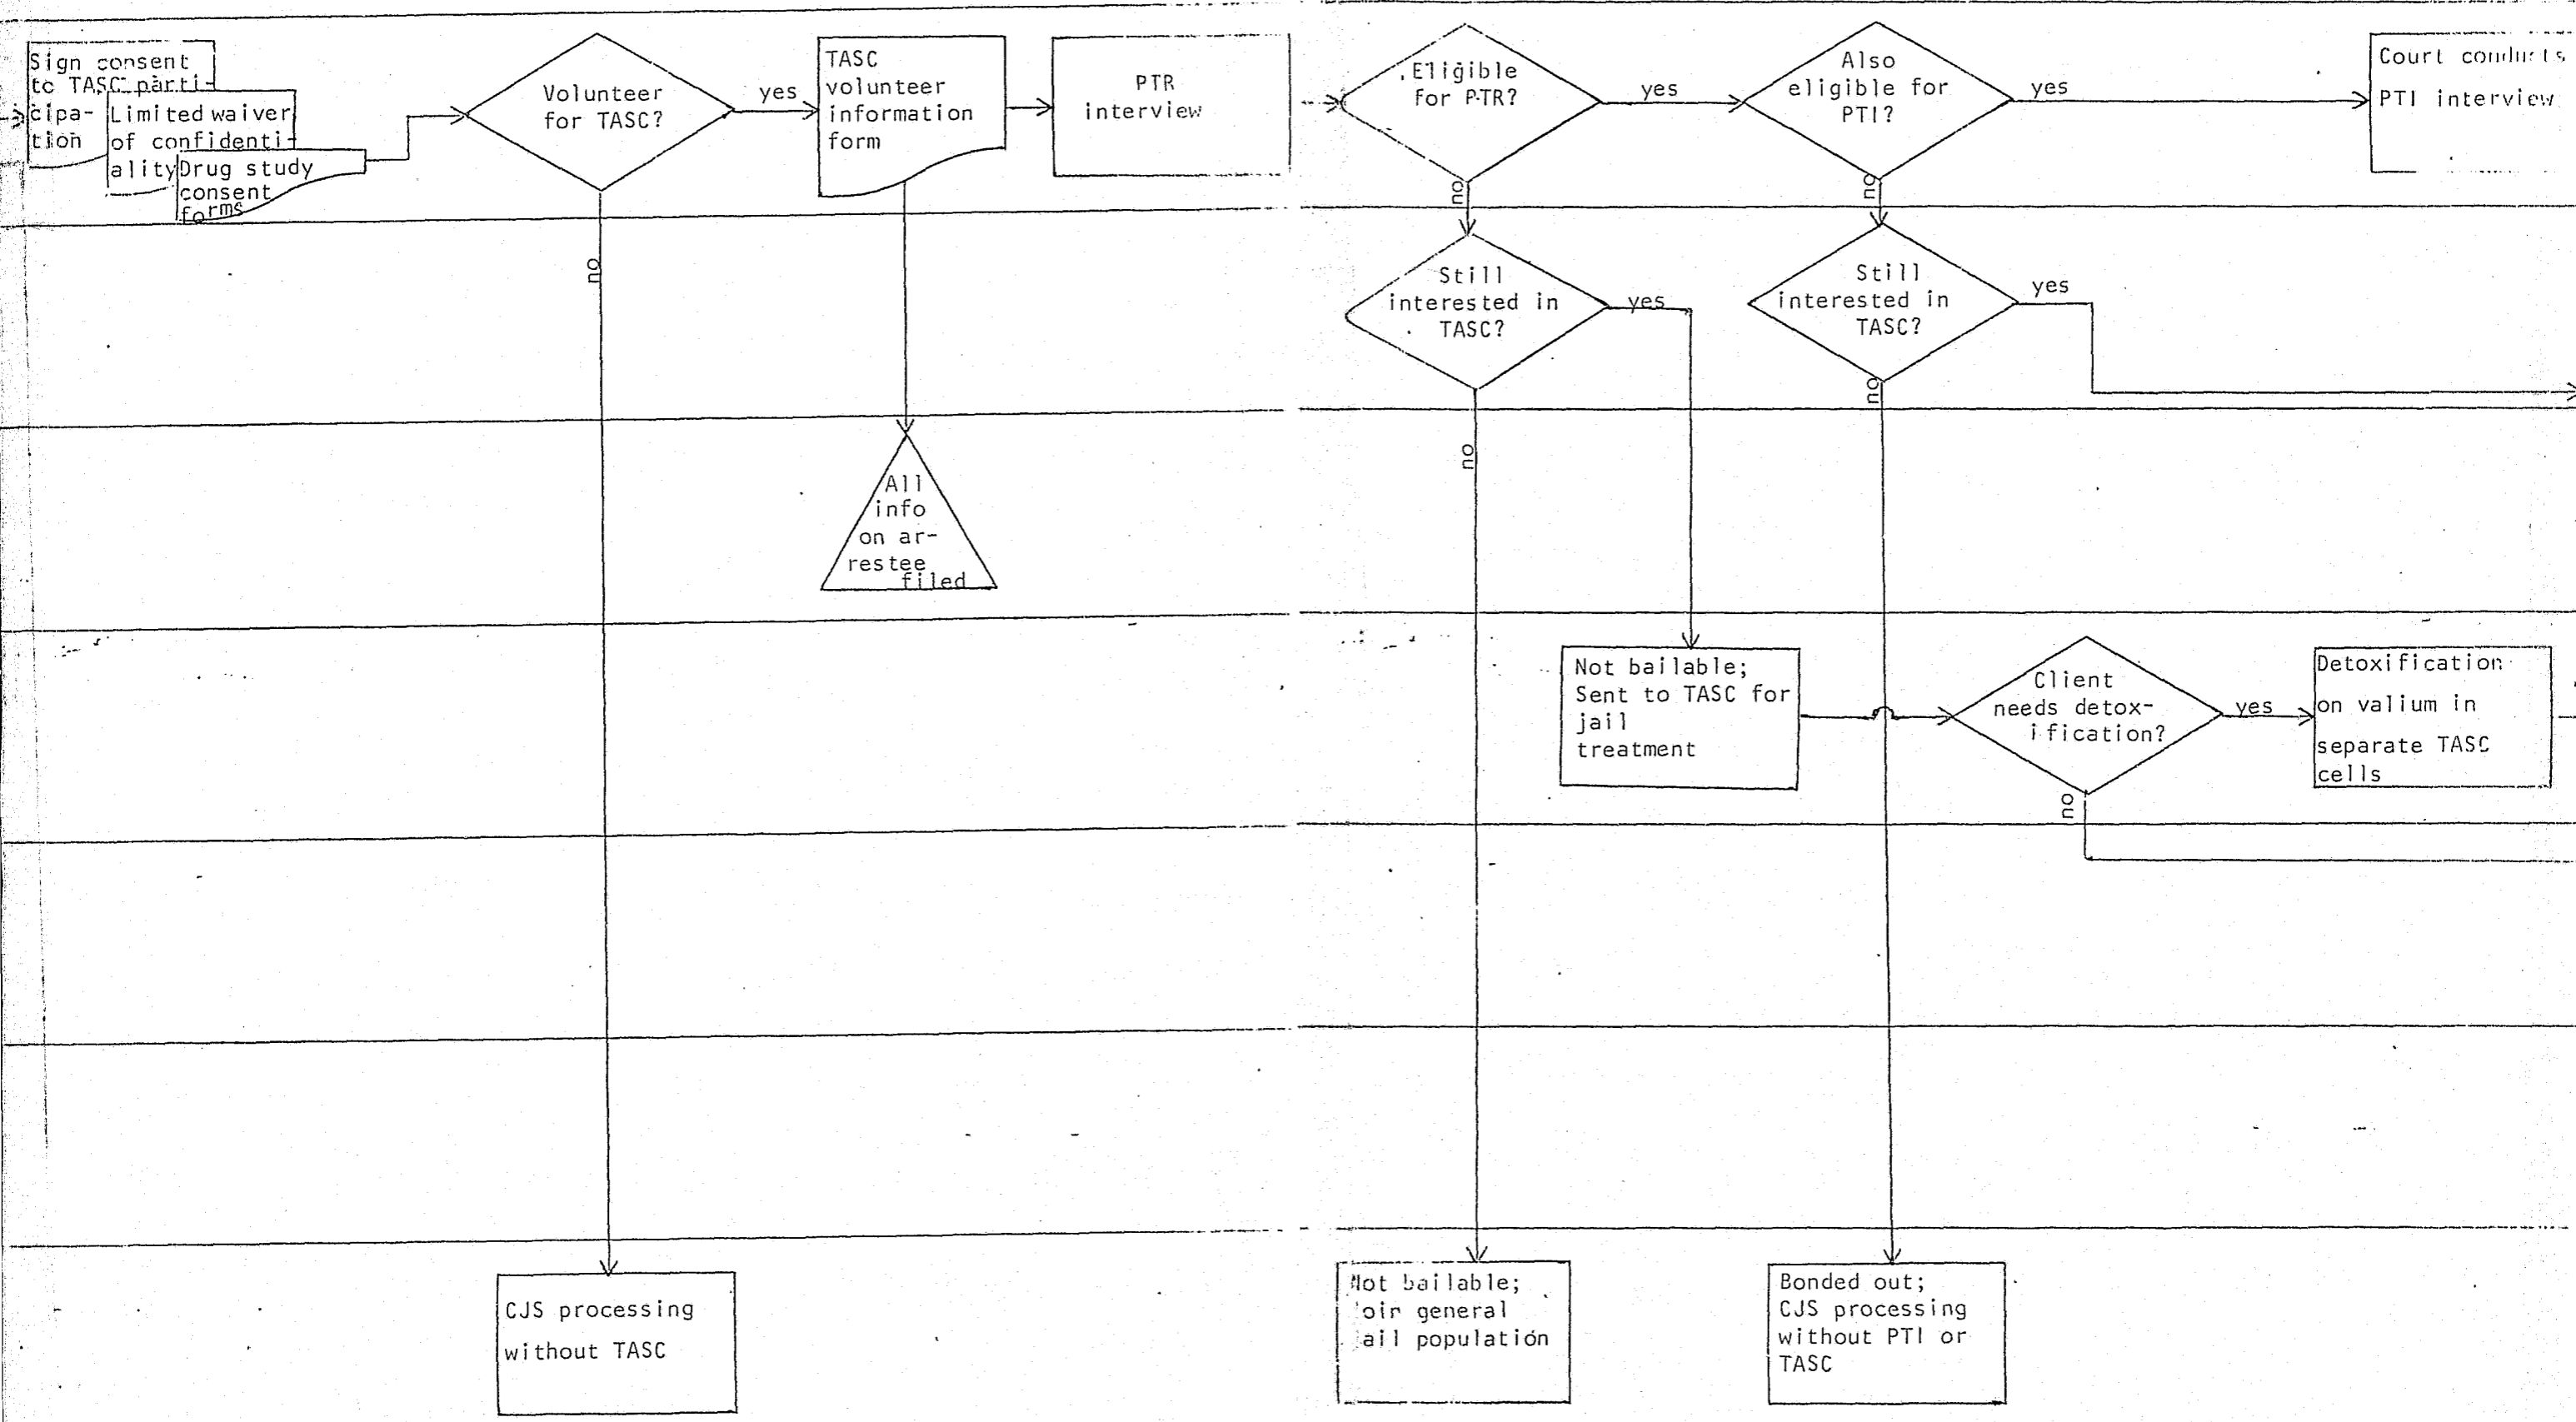 Sign consent
to TASC parti-
cipa-
tion
Limited waiver
of confidenti-
ality
Drug study
consent
forms
Volunteer
for TASC?
yes
no
TASC
volunteer
information
form
PTR
interview
Eligible
for PTR?
yes
no
Also
eligible for
PTI?
yes
no
Court conducts
PTI interview
Still
interested in
TASC?
yes
no
Still
interested in
TASC?
yes
no
All
info
on ar-
restee
filed
Not bailable;
Sent to TASC for
jail
treatment
Client
needs detox-
ification?
yes
no
Detoxification
on valium in
separate TASC
cells
CJS processing
without TASC
Not bailable;
oin general
ail population
Bonded out;
CJS processing
without PTI or
TASC